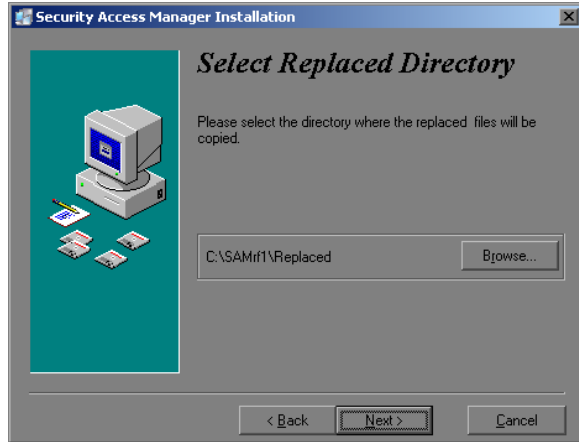 Security Access Manager Installation
Select Replaced Directory
Please select the directory where the replaced files will be
copied.
C:\SAMrf1\Replaced
Browse...
< Back
Next >
Cancel